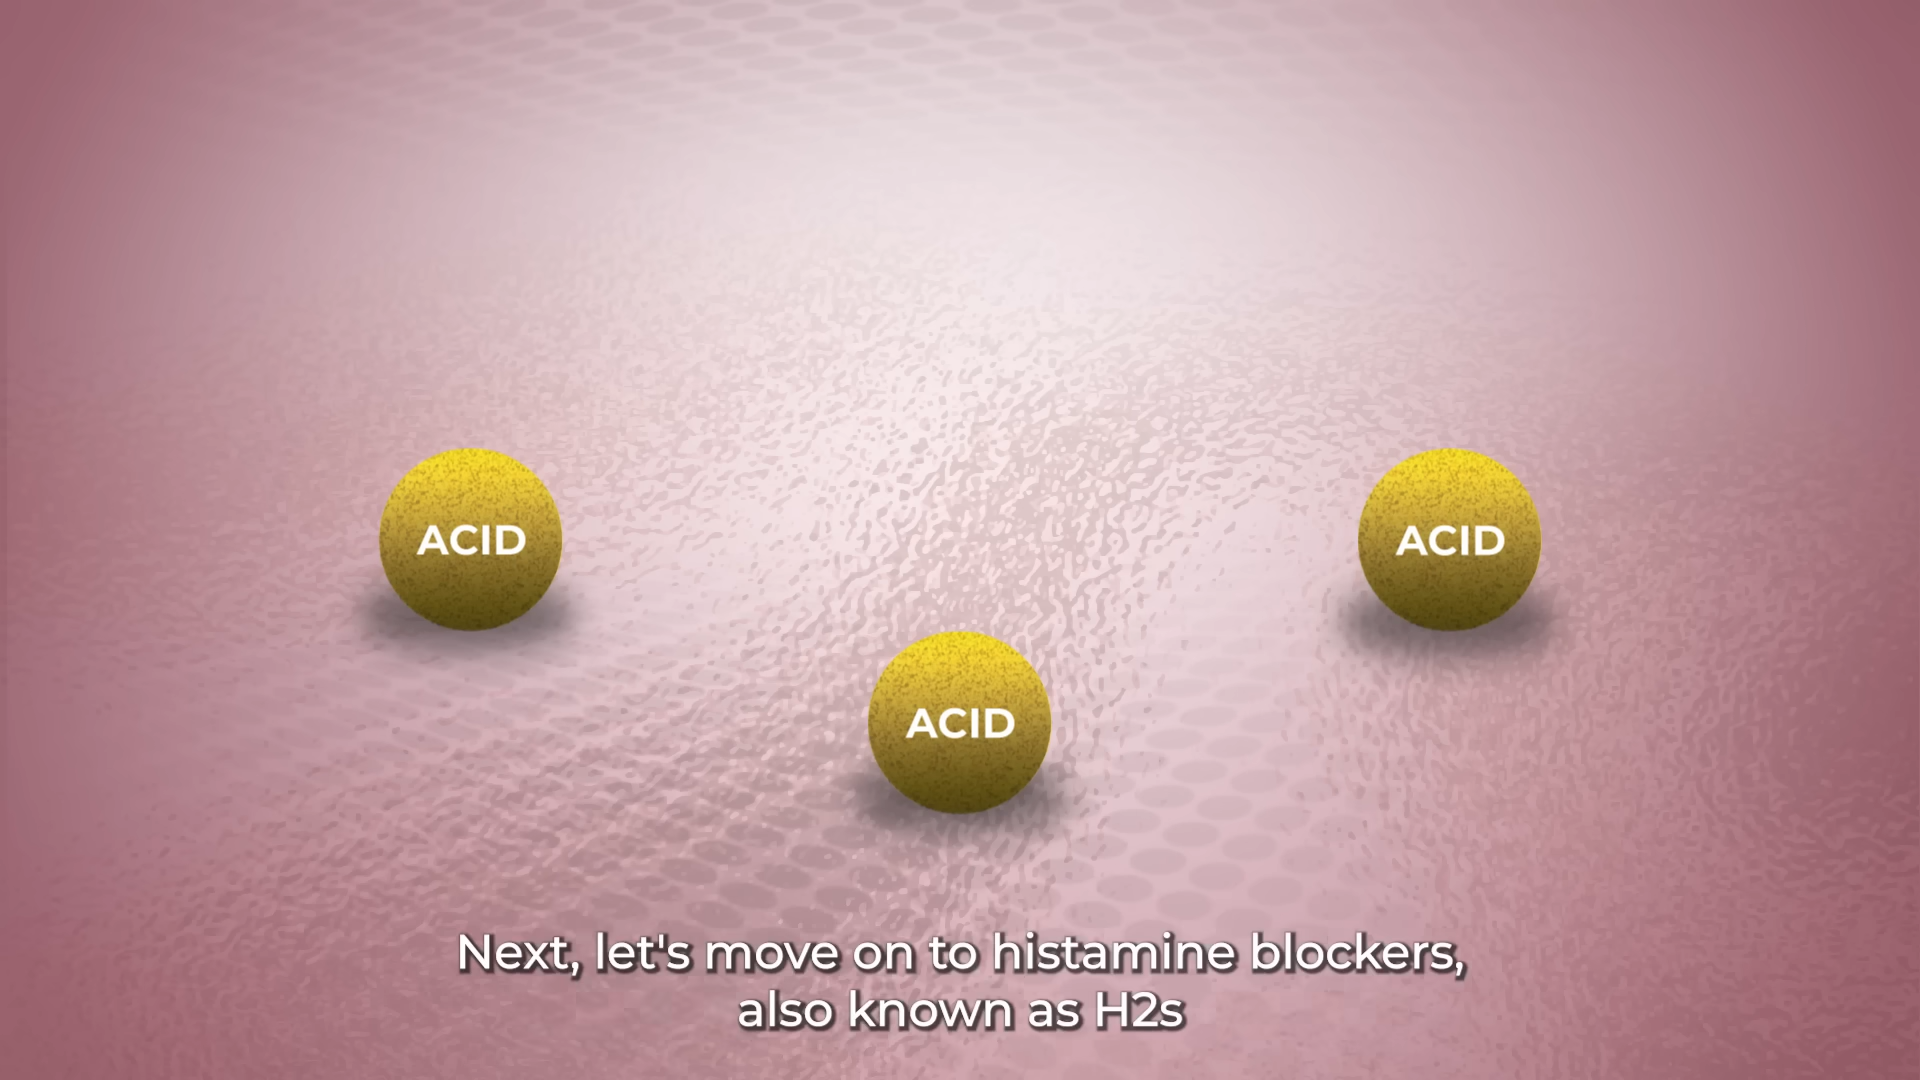 ACID
ACID
ACID
Next, let's move on to histamine blockers,
also known as H2s